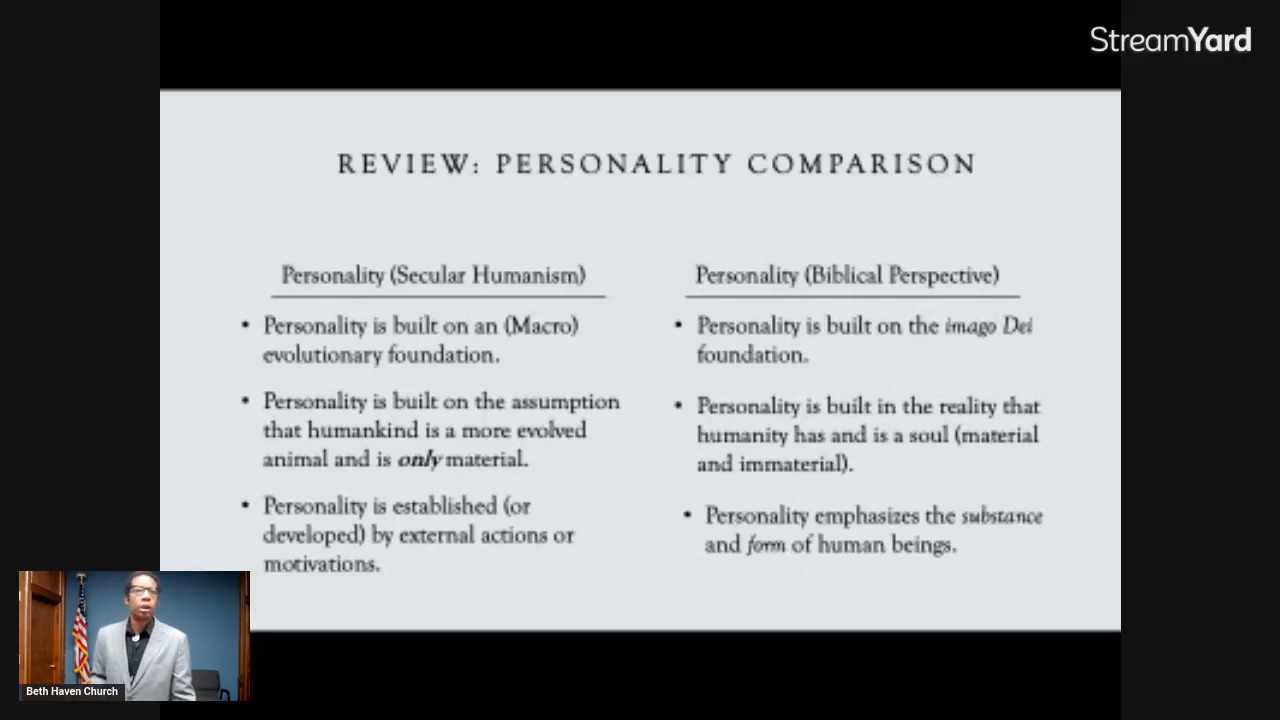 StreamYard
REVIEW: PERSONALITY COMPARISON
Personality (Secular Humanism)
• Personality is built on an (Macro)
evolutionary foundation.
• Personality is built on the assumption
that humankind is a more evolved
animal and is only material.
• Personality is established (or
developed) by external actions or
motivations.
Personality (Biblical Perspective)
• Personality is built on the imago Dei
foundation.
• Personality is built in the reality that
humanity has and is a soul (material
and immaterial).
• Personality emphasizes the substance
and form of human beings.
Beth Haven Church